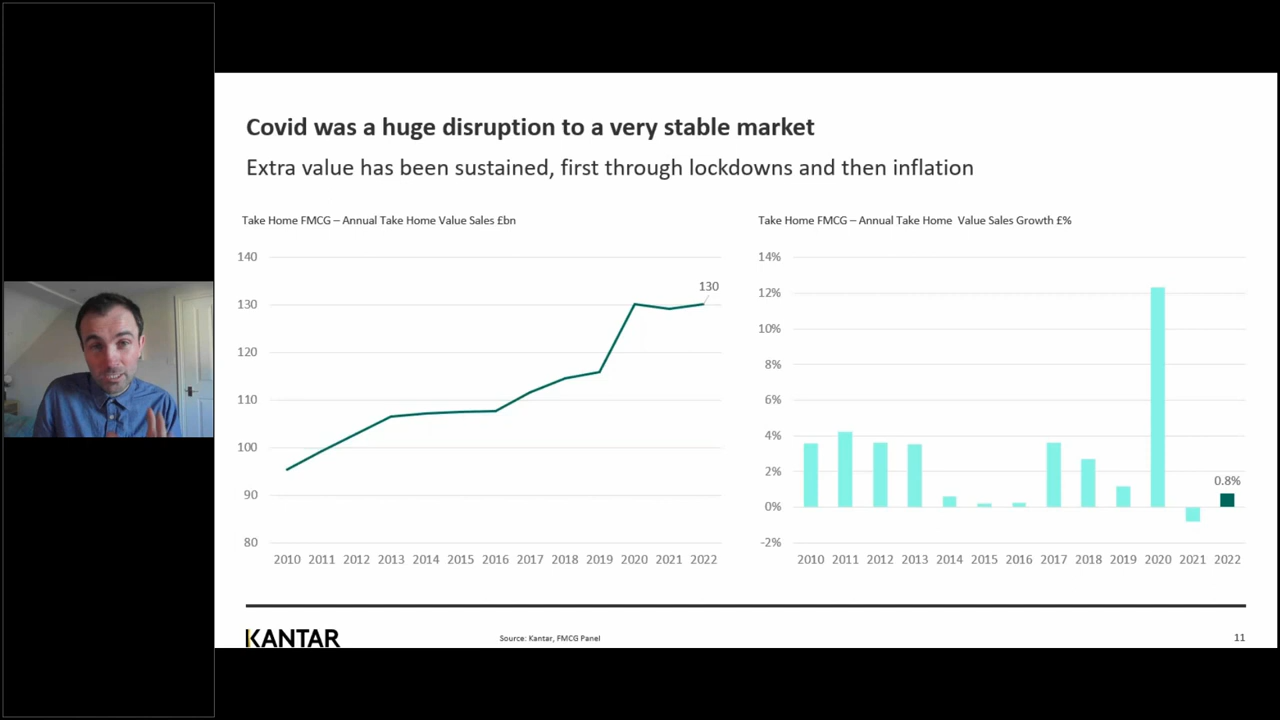 Covid was a huge disruption to a very stable market
Extra value has been sustained, first through lockdowns and then inflation
Take Home FMCG – Annual Take Home Value Sales £bn
140
130
120
110
100
90
80
130
2010 2011 2012 2013 2014 2015 2016 2017 2018 2019 2020 2021 2022
Take Home FMCG – Annual Take Home Value Sales Growth £%
14%
12%
10%
8%
6%
4%
2%
0%
-2%
0.8%
2010 2011 2012 2013 2014 2015 2016 2017 2018 2019 2020 2021 2022
KANTAR
Source: Kantar, FMCG Panel
11